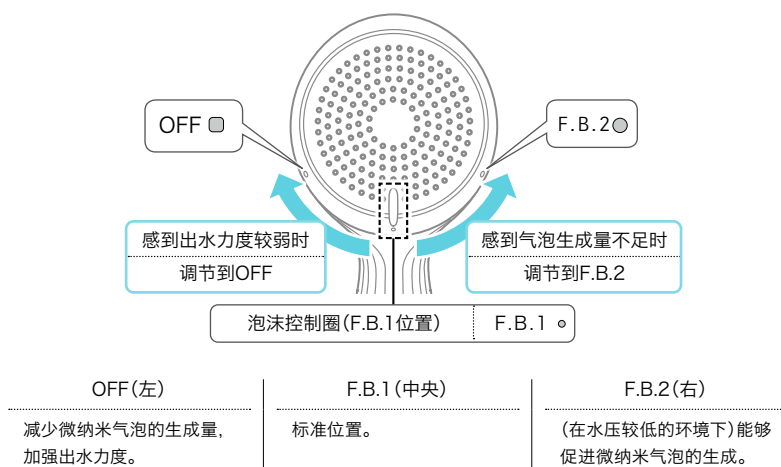 OFF
F.B.2
感到出水力度较弱时
调节到OFF
感到气泡生成量不足时
调节到F.B.2
泡沫控制圈(F.B.1位置)
F.B.1
OFF(左)
减少微纳米气泡的生成量,
加强出水力度。
F.B.1(中央)
标准位置。
F.B.2(右)
(在水压较低的环境下)能够
促进微纳米气泡的生成。